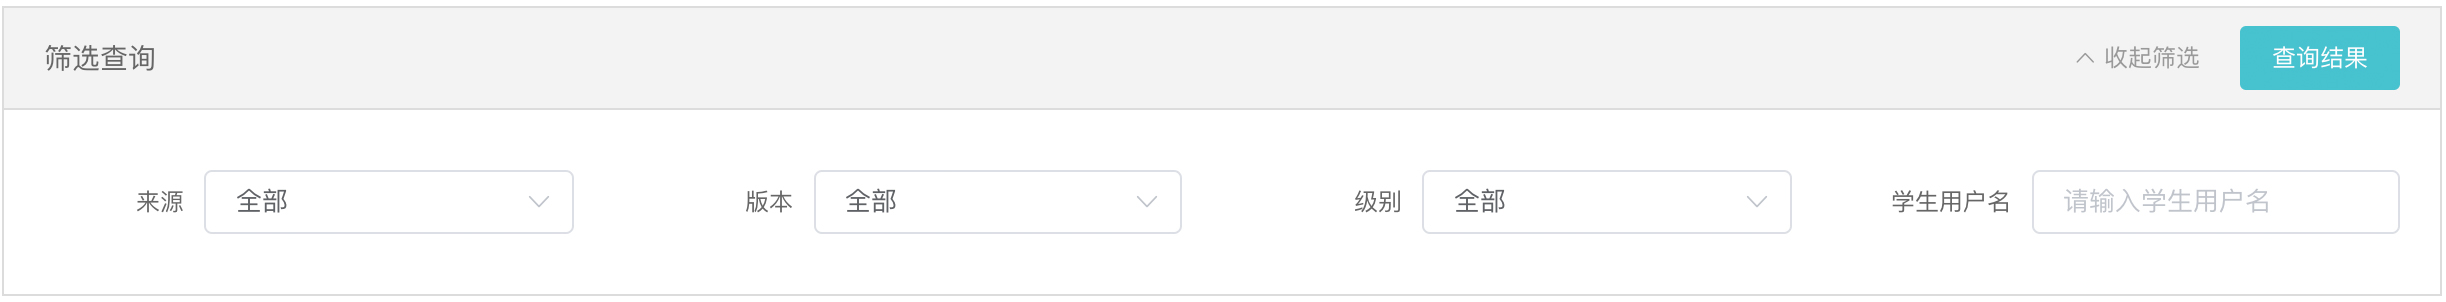 筛选查询 收起筛选 查询结果
来源 全部 版本 全部 级别 全部 学生用户名 请输入学生用户名